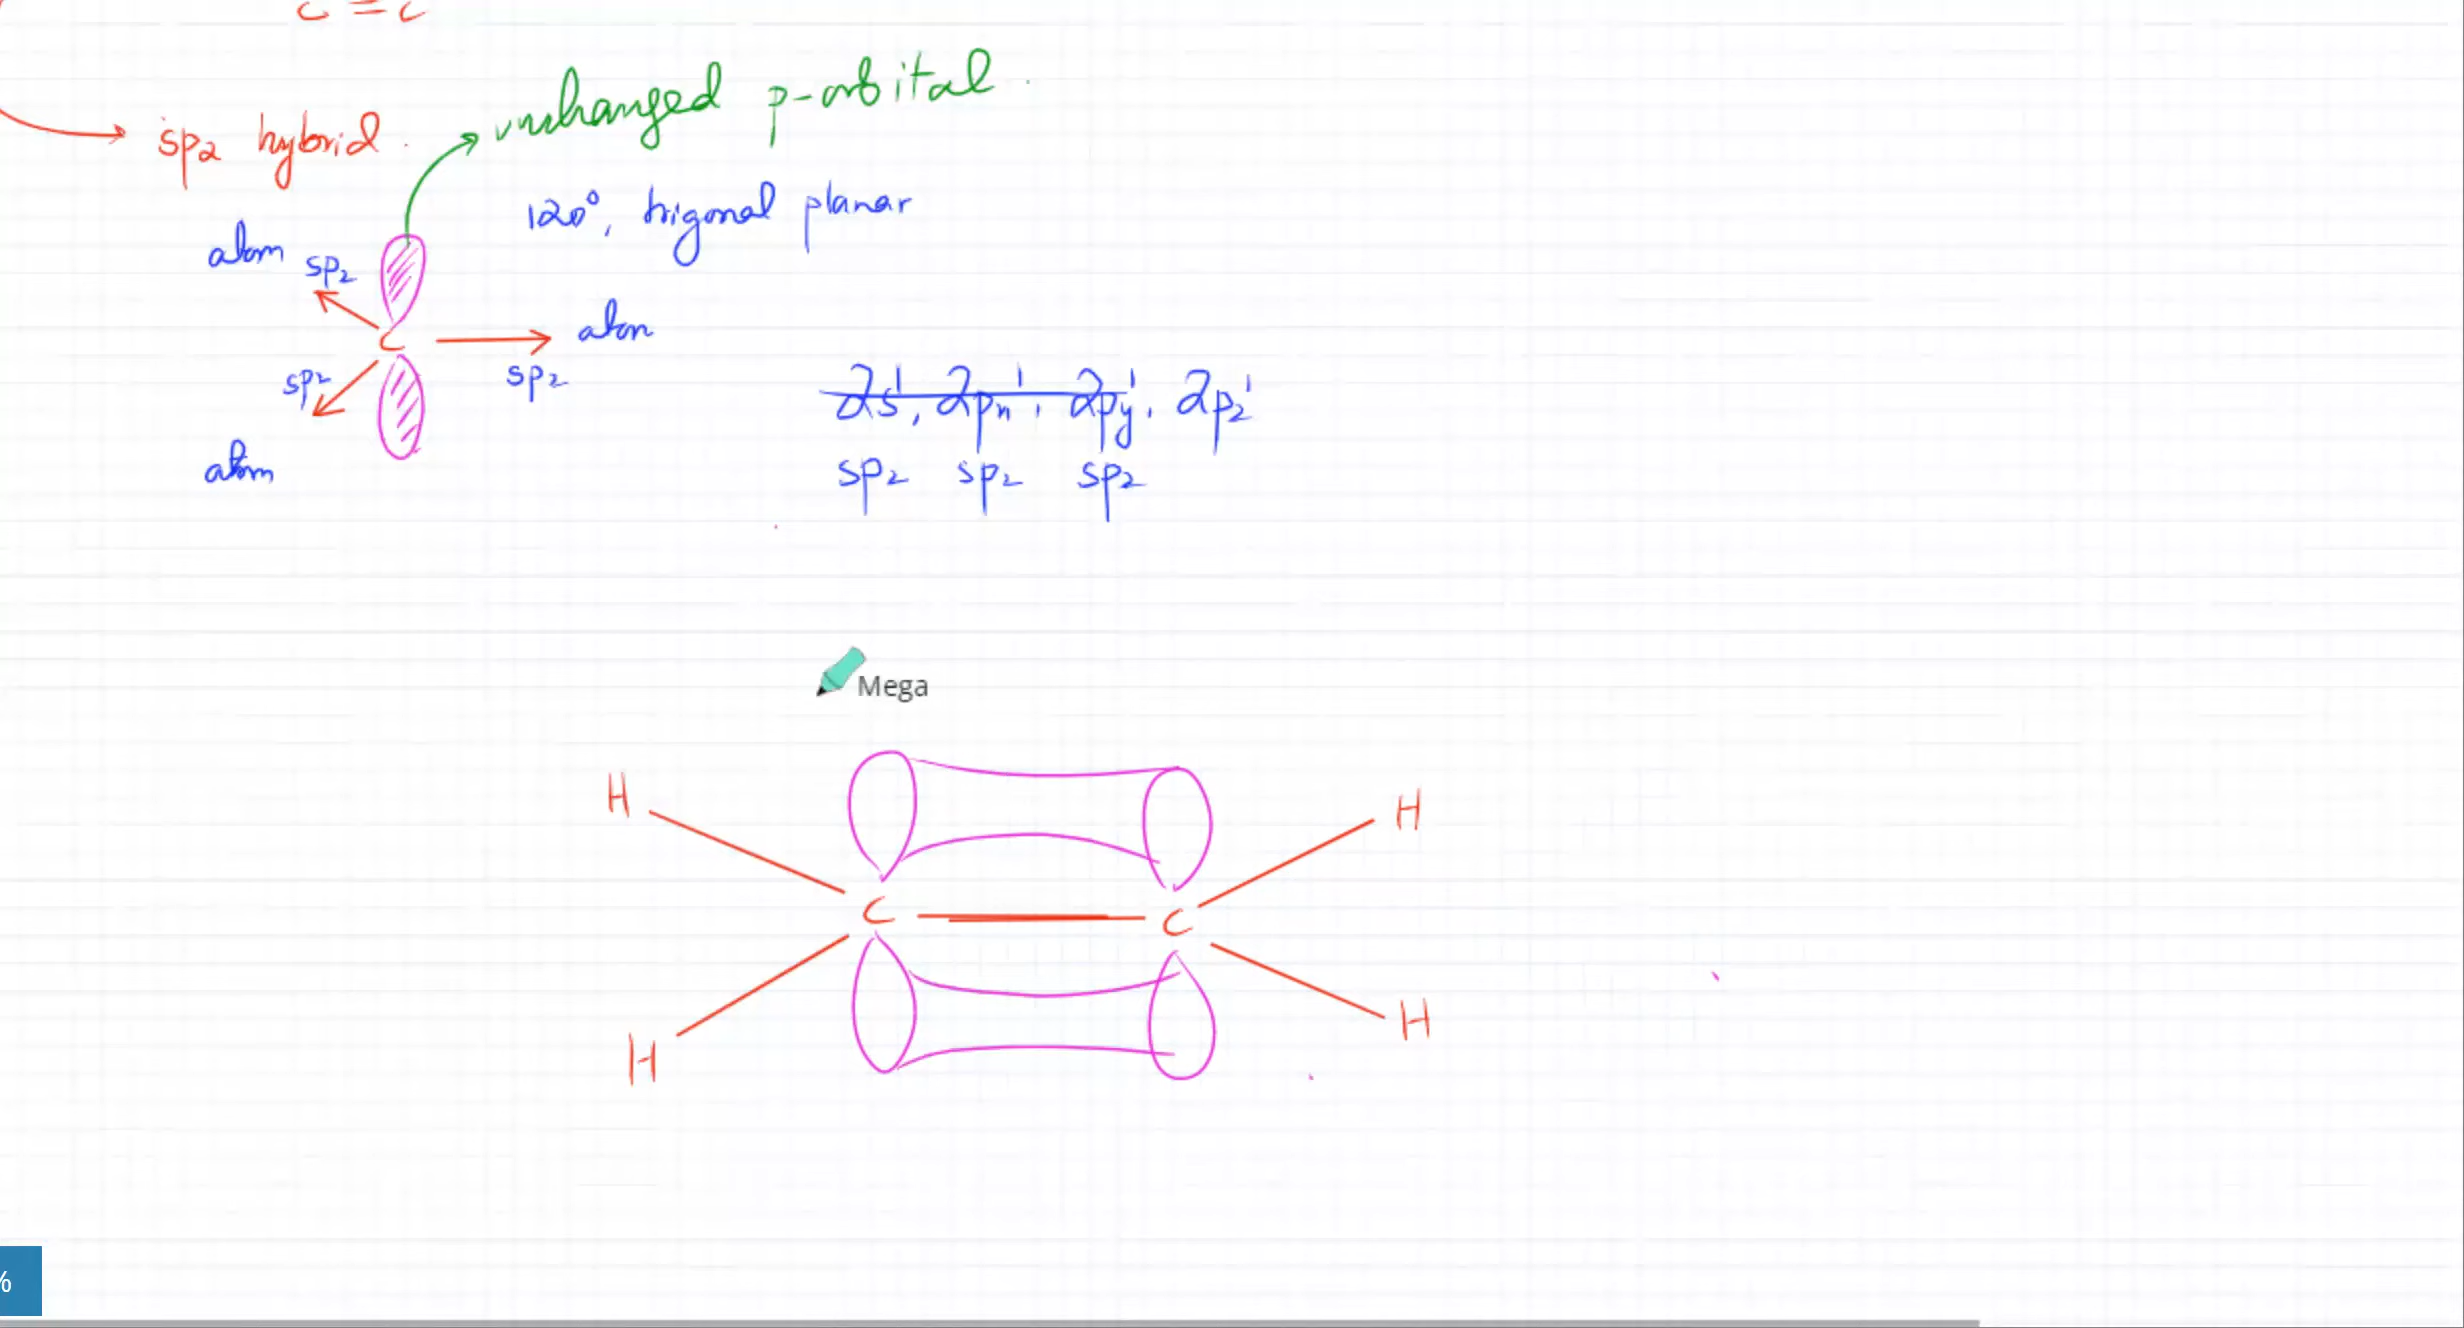 C = C
unchanged p-orbital.
sp2 hybrid.
120°, trigonal planar
atom sp2
C atom
sp2 sp2
atom
2s¹, 2px¹, 2py¹, 2pz¹
sp2 sp2 sp2
Mega
H H
C C
H H
%